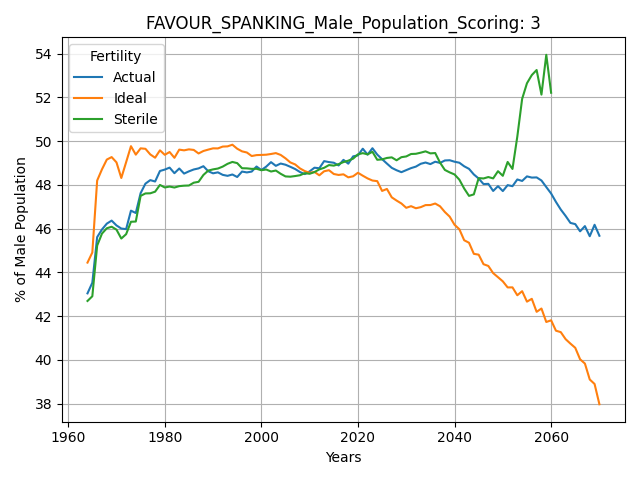 FAVOUR_SPANKING_Male_Population_Scoring: 3
Fertility
Actual
Ideal
Sterile
% of Male Population
54
52
50
48
46
44
42
40
38
1960
1980
2000
2020
2040
2060
Years